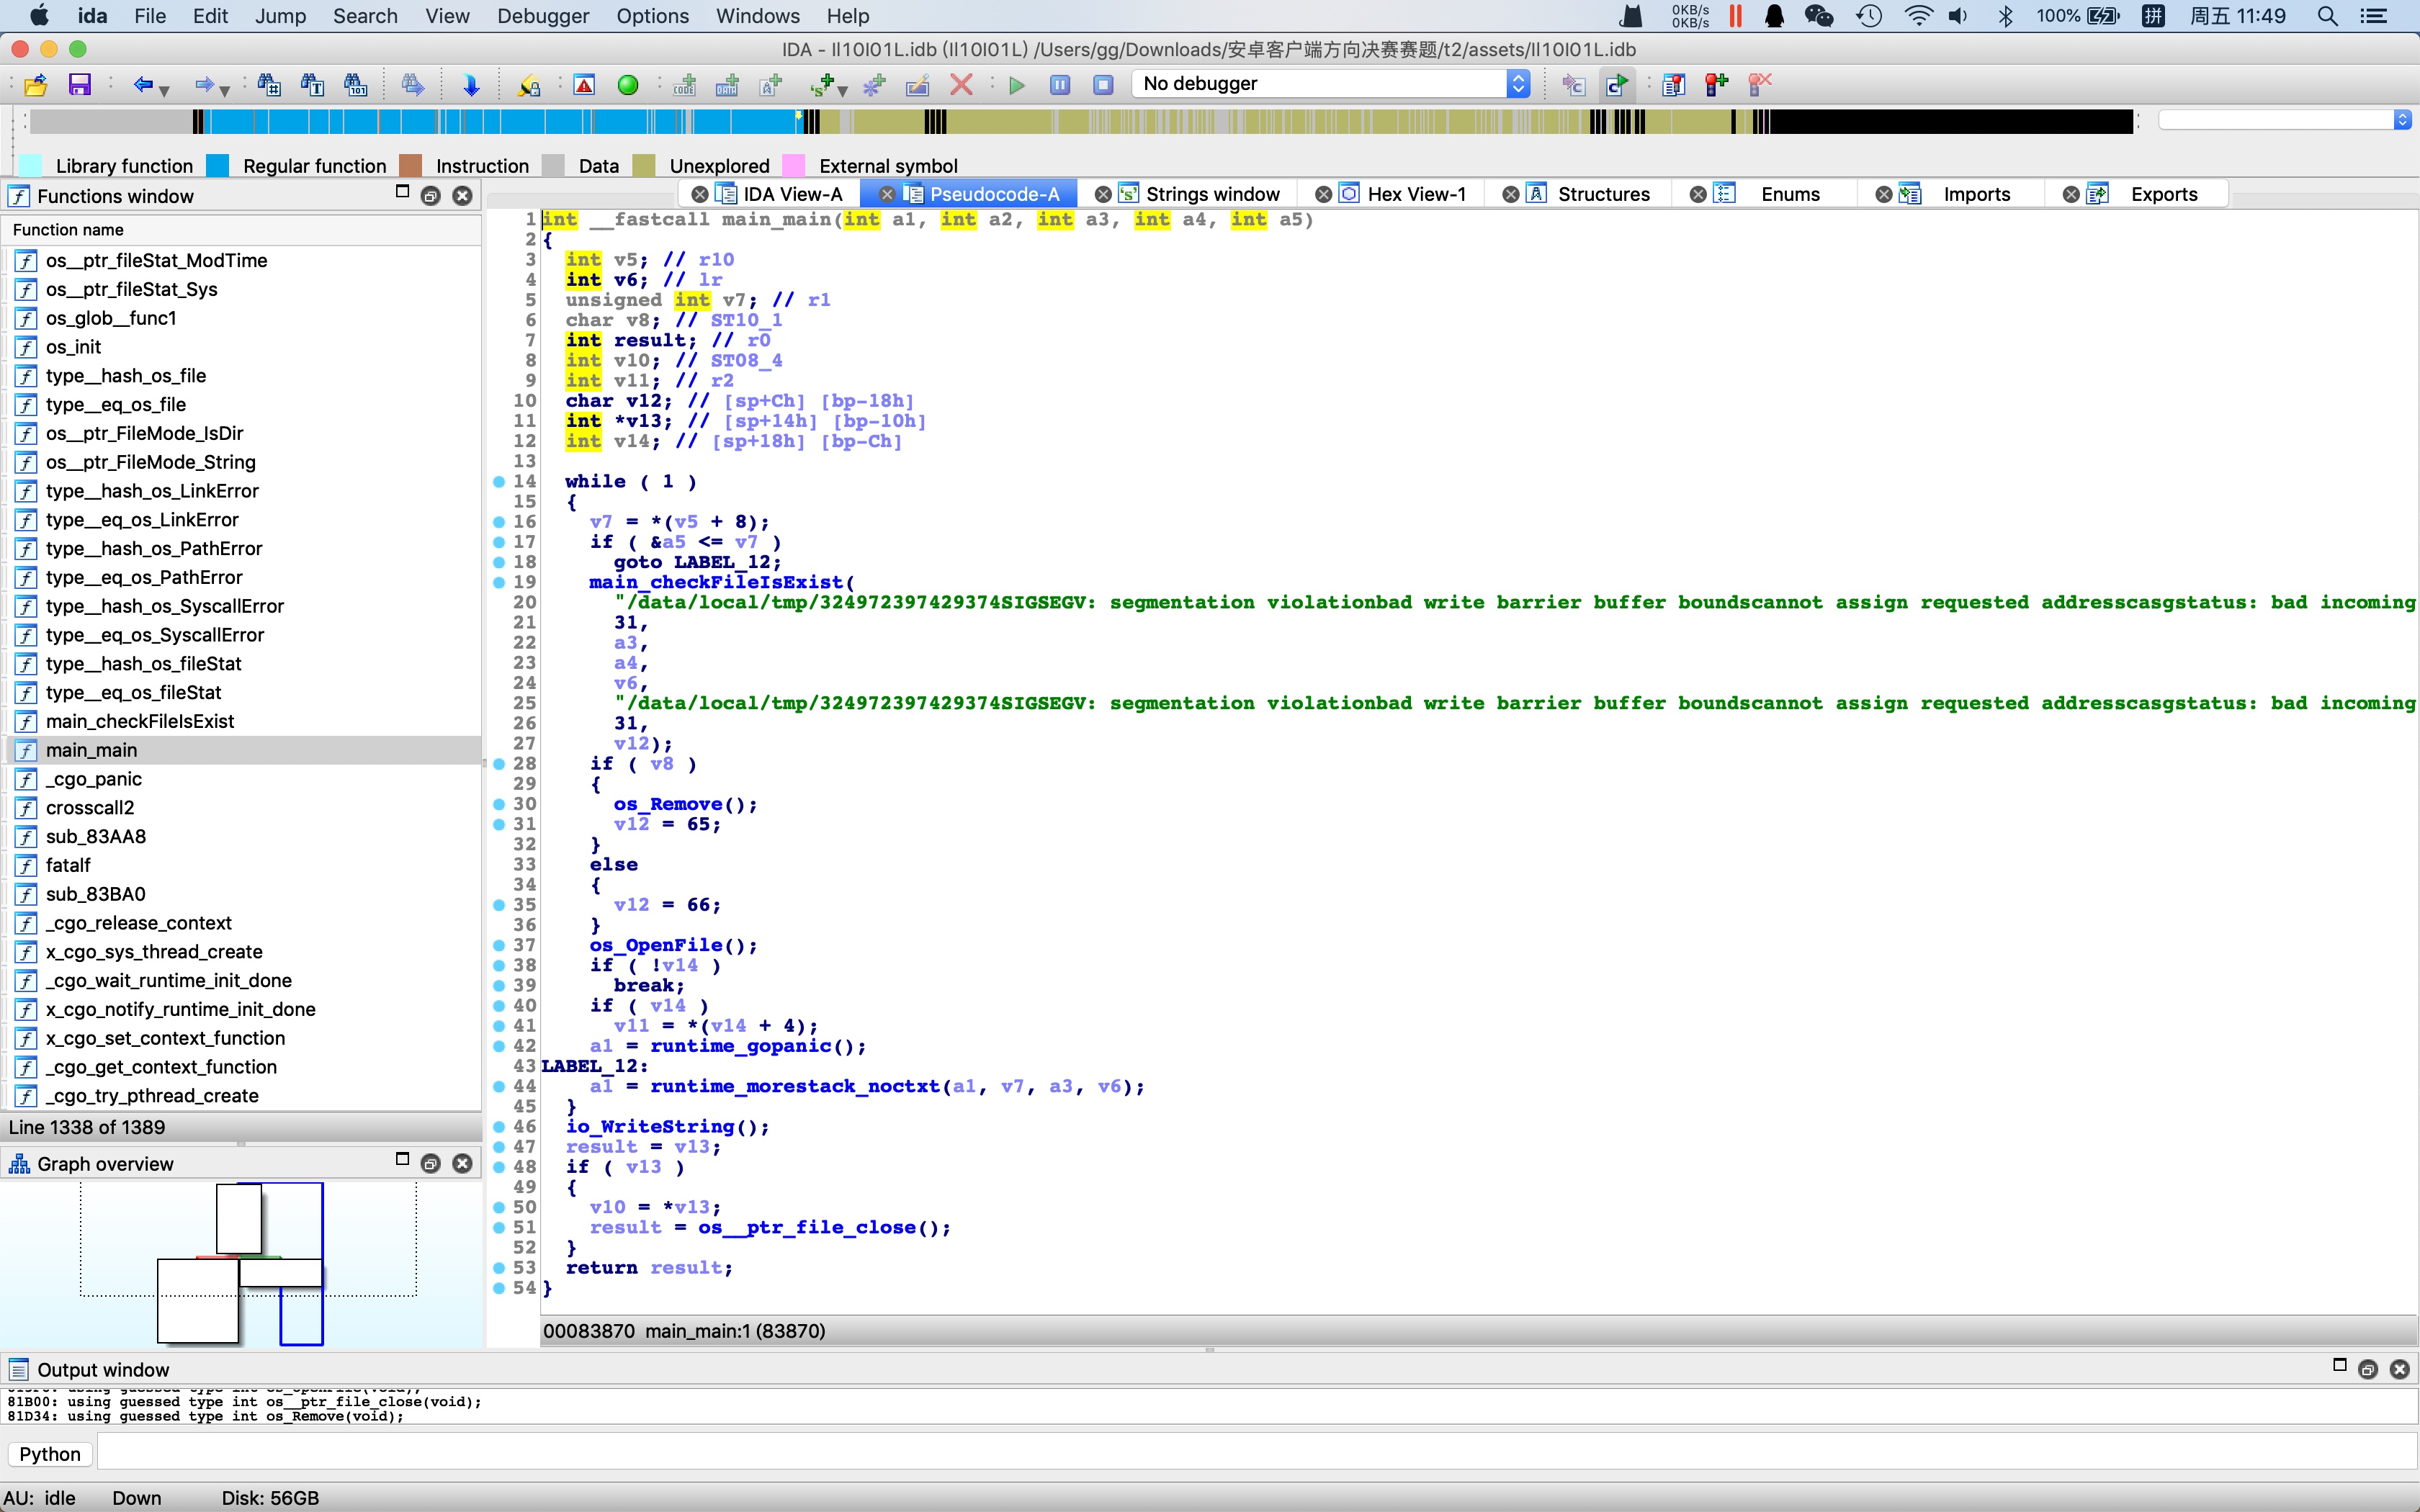 ida File Edit Jump Search View Debugger Options Windows Help 0KB/s 0KB/s 100% 拼 周五 11:49
IDA - Il10I01L.idb (Il10I01L) /Users/gg/Downloads/安卓客户端方向决赛赛题/t2/assets/Il10I01L.idb
No debugger
Library function Regular function Instruction Data Unexplored External symbol
Functions window
Function name
os__ptr_fileStat_ModTime
os__ptr_fileStat_Sys
os_glob__func1
os_init
type__hash_os_file
type__eq_os_file
os__ptr_FileMode_IsDir
os__ptr_FileMode_String
type__hash_os_LinkError
type__eq_os_LinkError
type__hash_os_PathError
type__eq_os_PathError
type__hash_os_SyscallError
type__eq_os_SyscallError
type__hash_os_fileStat
type__eq_os_fileStat
main_checkFileIsExist
main_main
_cgo_panic
crosscall2
sub_83AA8
fatalf
sub_83BA0
_cgo_release_context
x_cgo_sys_thread_create
_cgo_wait_runtime_init_done
x_cgo_notify_runtime_init_done
x_cgo_set_context_function
_cgo_get_context_function
_cgo_try_pthread_create
Line 1338 of 1389
Graph overview
IDA View-A Pseudocode-A Strings window Hex View-1 Structures Enums Imports Exports
1 int __fastcall main_main(int a1, int a2, int a3, int a4, int a5)
2 {
3 int v5; // r10
4 int v6; // lr
5 unsigned int v7; // r1
6 char v8; // ST10_1
7 int result; // r0
8 int v10; // ST08_4
9 int v11; // r2
10 char v12; // [sp+Ch] [bp-18h]
11 int *v13; // [sp+14h] [bp-10h]
12 int v14; // [sp+18h] [bp-Ch]
13
14 while ( 1 )
15 {
16 v7 = *(v5 + 8);
17 if ( &a5 <= v7 )
18 goto LABEL_12;
19 main_checkFileIsExist(
20 "/data/local/tmp/324972397429374SIGSEGV: segmentation violationbad write barrier buffer boundscannot assign requested addresscasgstatus: bad incoming
21 31,
22 a3,
23 a4,
24 v6,
25 "/data/local/tmp/324972397429374SIGSEGV: segmentation violationbad write barrier buffer boundscannot assign requested addresscasgstatus: bad incoming
26 31,
27 v12);
28 if ( v8 )
29 {
30 os_Remove();
31 v12 = 65;
32 }
33 else
34 {
35 v12 = 66;
36 }
37 os_OpenFile();
38 if ( !v14 )
39 break;
40 if ( v14 )
41 v11 = *(v14 + 4);
42 a1 = runtime_gopanic();
43 LABEL_12:
44 a1 = runtime_morestack_noctxt(a1, v7, a3, v6);
45 }
46 io_WriteString();
47 result = v13;
48 if ( v13 )
49 {
50 v10 = *v13;
51 result = os__ptr_file_close();
52 }
53 return result;
54 }
00083870 main_main:1 (83870)
Output window
81B00: using guessed type int os__ptr_file_close(void);
81D34: using guessed type int os_Remove(void);
Python
AU: idle Down Disk: 56GB